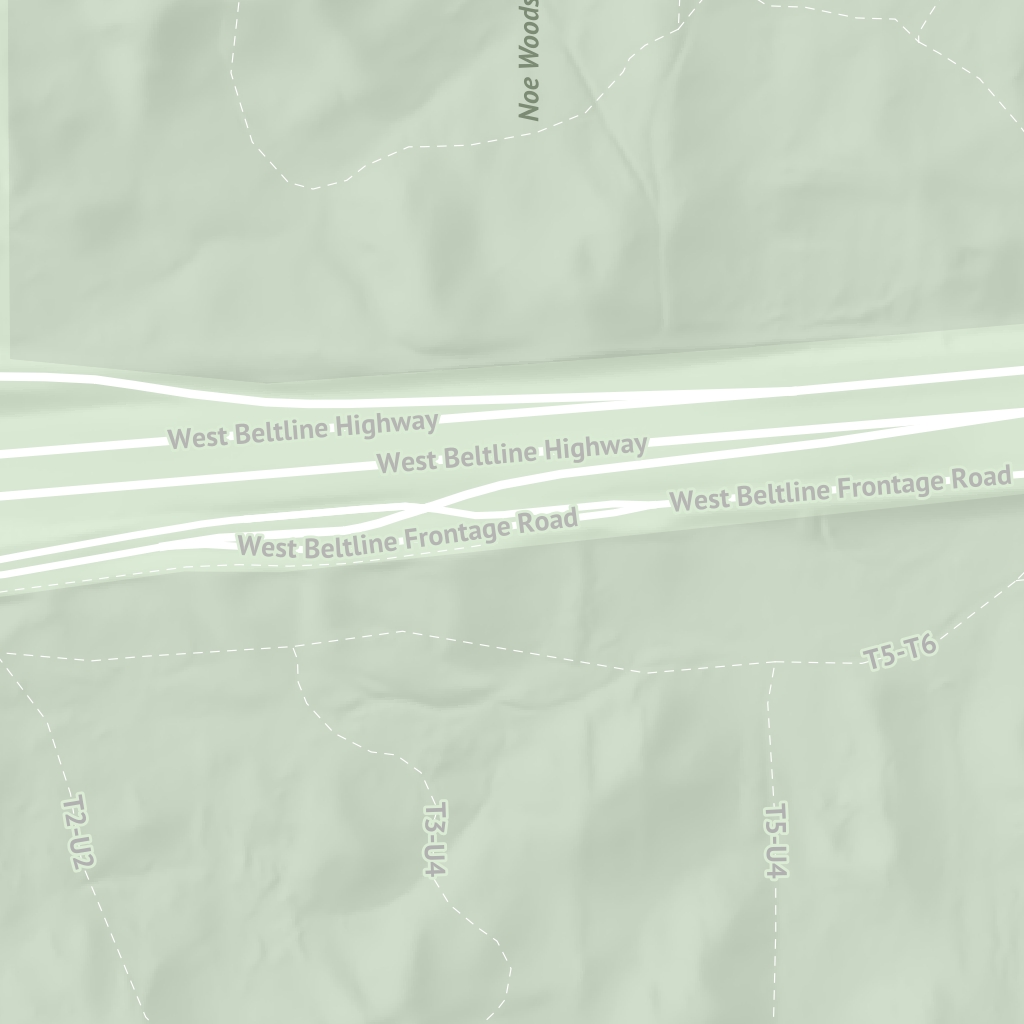 Noe Woods
West Beltline Highway
West Beltline Highway
West Beltline Frontage Road
West Beltline Frontage Road
T5-T6
T2-U2
T3-U4
T5-U4